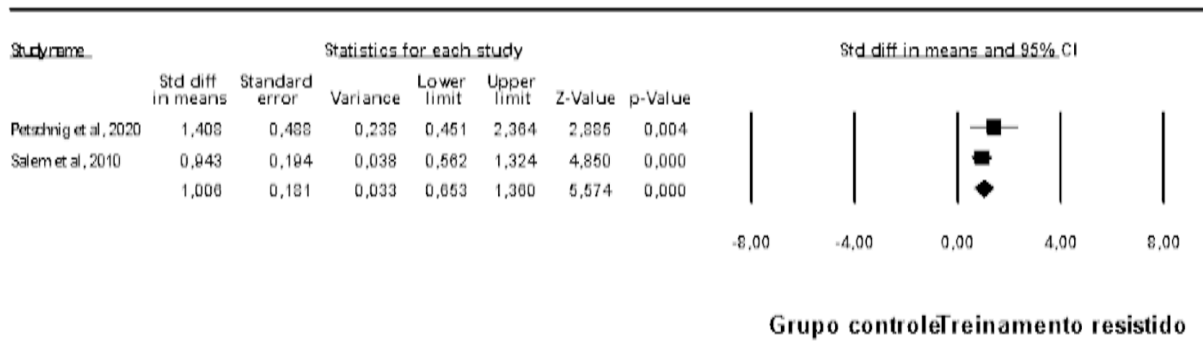 Study name Statistics for each study Std diff in means and 95% CI
Std diff in means Standard error Variance Lower limit Upper limit Z-Value p-Value
Petschnig et al, 2020 1,408 0,488 0,238 0,451 2,364 2,885 0,004
Salem et al, 2010 0,943 0,194 0,038 0,562 1,324 4,850 0,000
1,006 0,181 0,033 0,653 1,360 5,574 0,000
-8,00 -4,00 0,00 4,00 8,00
Grupo controleTreinamento resistido